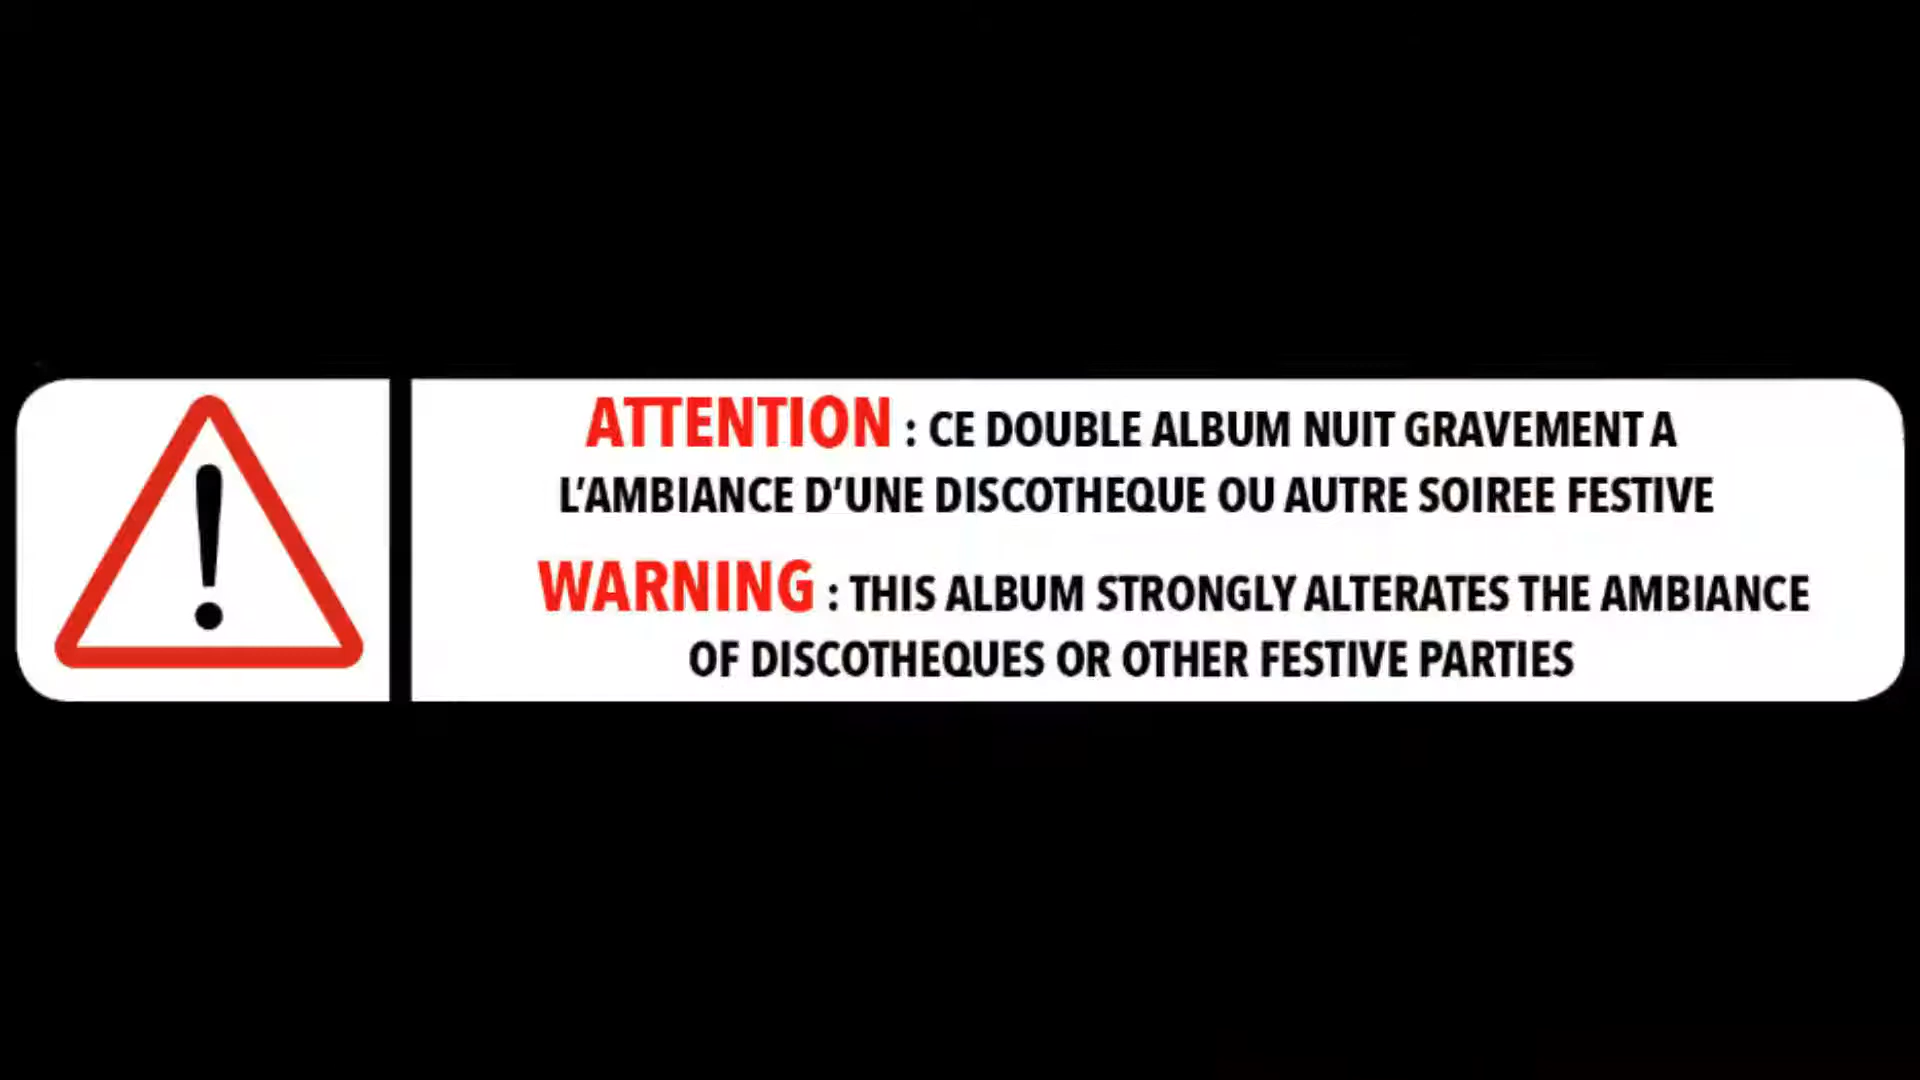 ATTENTION : CE DOUBLE ALBUM NUIT GRAVEMENT A
L'AMBIANCE D'UNE DISCOTHEQUE OU AUTRE SOIREE FESTIVE
WARNING : THIS ALBUM STRONGLY ALTERATES THE AMBIANCE
OF DISCOTHEQUES OR OTHER FESTIVE PARTIES